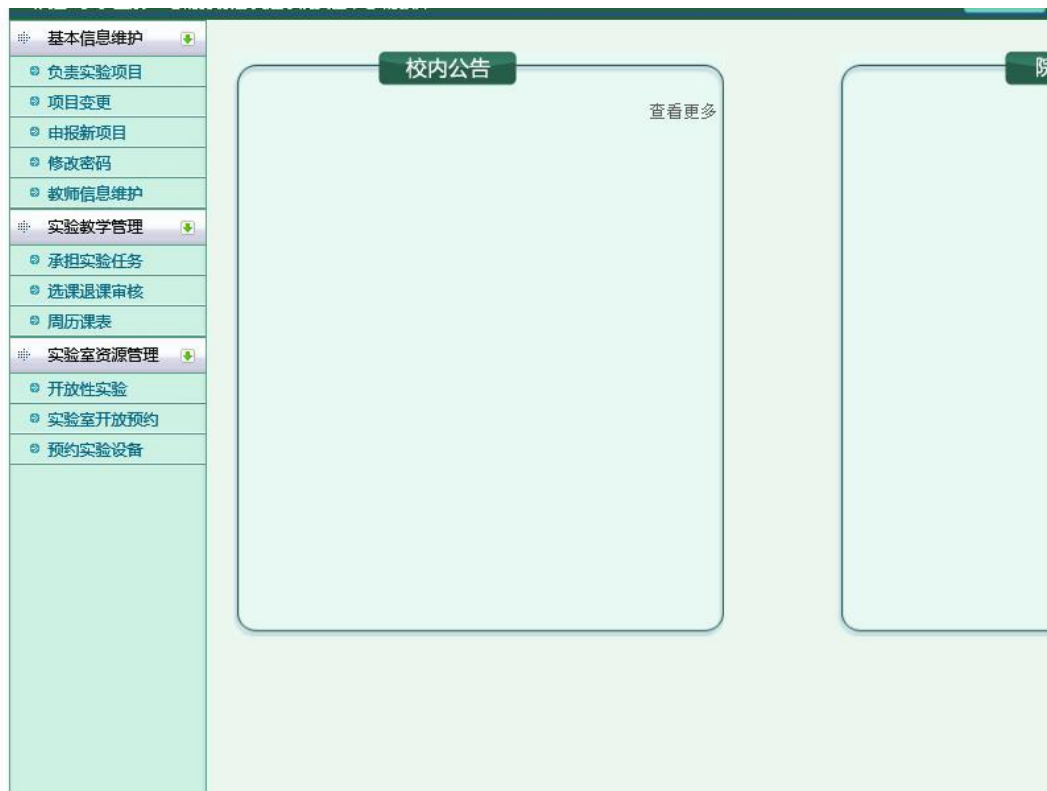 基本信息维护
负责实验项目
项目变更
申报新项目
修改密码
教师信息维护
实验教学管理
承担实验任务
选课退课审核
周历课表
实验室资源管理
开放性实验
实验室开放预约
预约实验设备
校内公告
查看更多
院